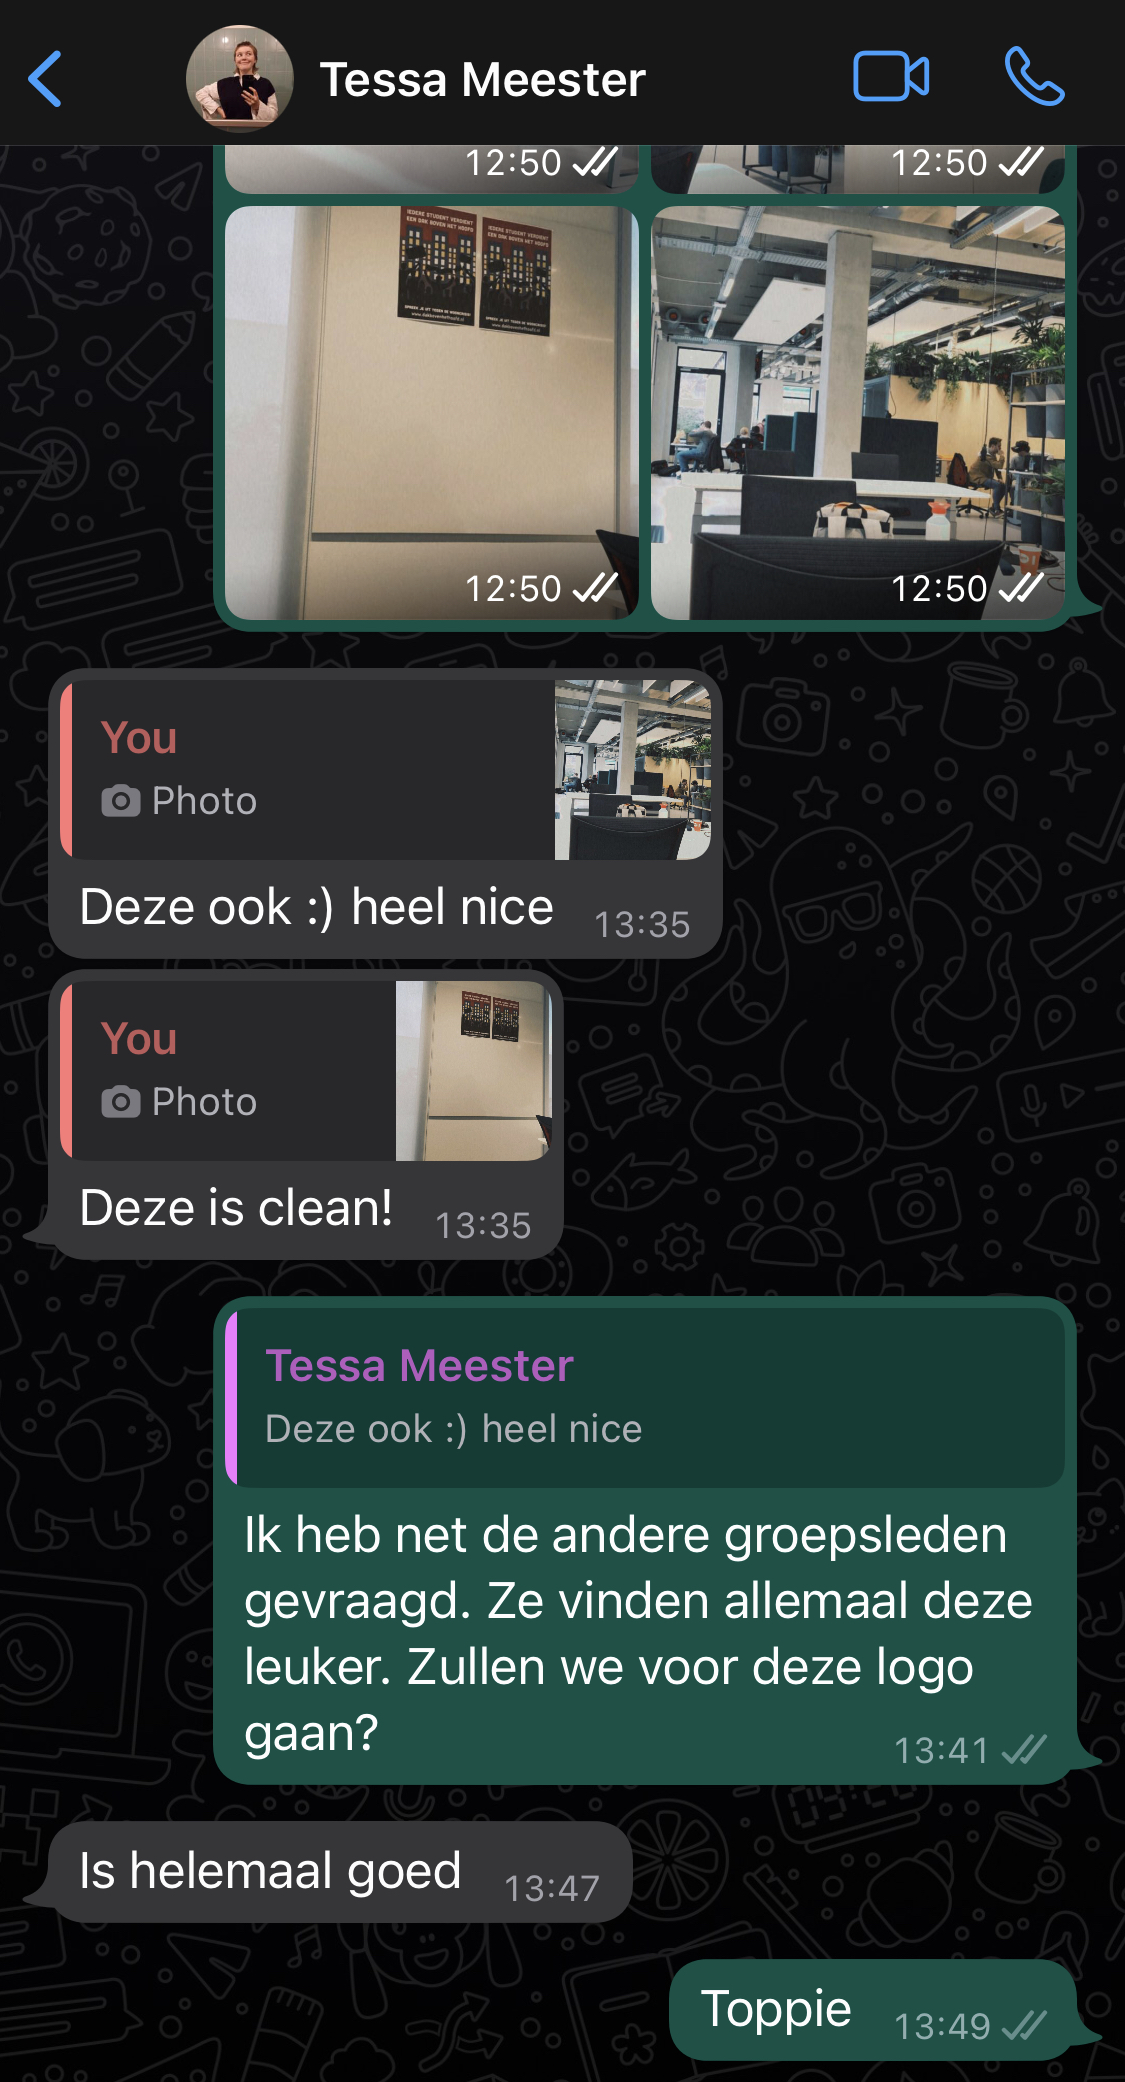 Tessa Meester
12:50
12:50
IEDERE STUDENT VERDIENT
EEN DAK BOVEN HET HOOFD
IEDERE STUDENT VERDIENT
EEN DAK BOVEN HET HOOFD
12:50
12:50
You
Photo
Deze ook :) heel nice
13:35
You
Photo
Deze is clean!
13:35
Tessa Meester
Deze ook :) heel nice
Ik heb net de andere groepsleden
gevraagd. Ze vinden allemaal deze
leuker. Zullen we voor deze logo
gaan?
13:41
Is helemaal goed
13:47
Toppie
13:49